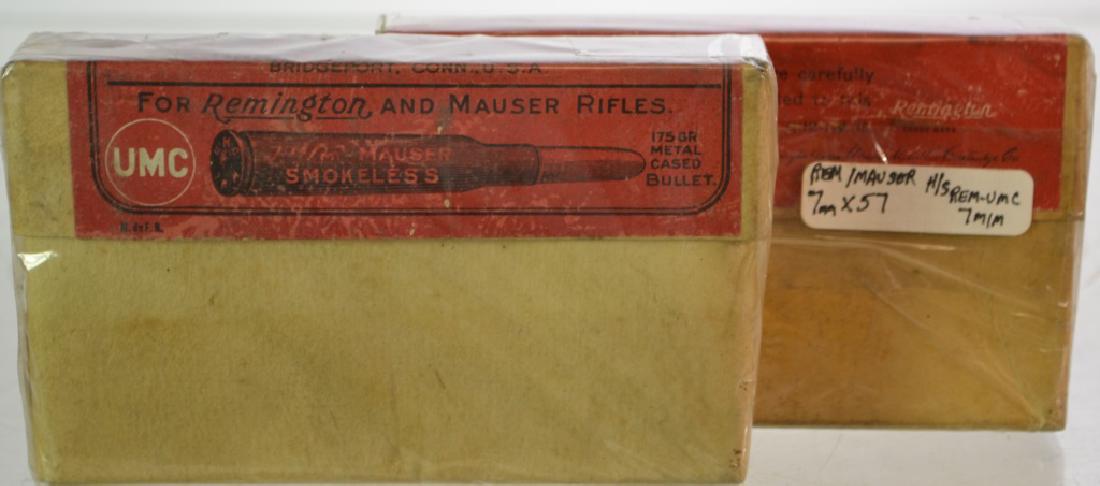 BRIDGEPORT, CONN., U.S.A.
FOR Remington AND MAUSER RIFLES.
UMC
MAUSER
SMOKELESS
175 GR
METAL
CASED
BULLET.
carefully
Remington
REM/MAUSER
7mm X 57
H/S
REM-UMC
7M/M